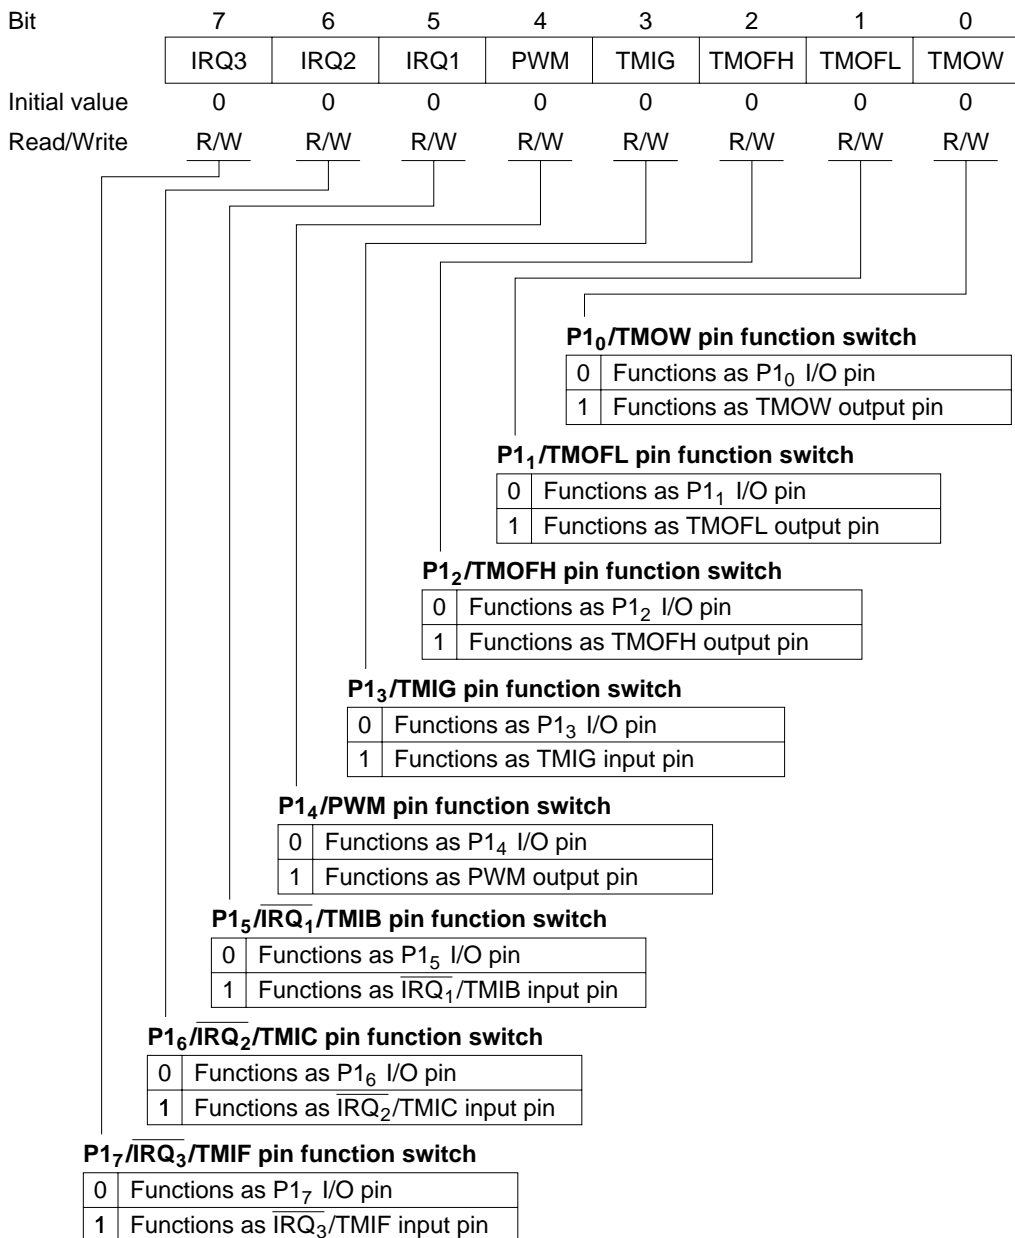 Bit 7 6 5 4 3 2 1 0
IRQ3 IRQ2 IRQ1 PWM TMIG TMOFH TMOFL TMOW
Initial value 0 0 0 0 0 0 0 0
Read/Write R/W R/W R/W R/W R/W R/W R/W R/W
P1₀/TMOW pin function switch
0 Functions as P1₀ I/O pin
1 Functions as TMOW output pin
P1₁/TMOFL pin function switch
0 Functions as P1₁ I/O pin
1 Functions as TMOFL output pin
P1₂/TMOFH pin function switch
0 Functions as P1₂ I/O pin
1 Functions as TMOFH output pin
P1₃/TMIG pin function switch
0 Functions as P1₃ I/O pin
1 Functions as TMIG input pin
P1₄/PWM pin function switch
0 Functions as P1₄ I/O pin
1 Functions as PWM output pin
P1₅/I̅R̅Q̅₁/TMIB pin function switch
0 Functions as P1₅ I/O pin
1 Functions as I̅R̅Q̅₁/TMIB input pin
P1₆/I̅R̅Q̅₂/TMIC pin function switch
0 Functions as P1₆ I/O pin
1 Functions as I̅R̅Q̅₂/TMIC input pin
P1₇/I̅R̅Q̅₃/TMIF pin function switch
0 Functions as P1₇ I/O pin
1 Functions as I̅R̅Q̅₃/TMIF input pin